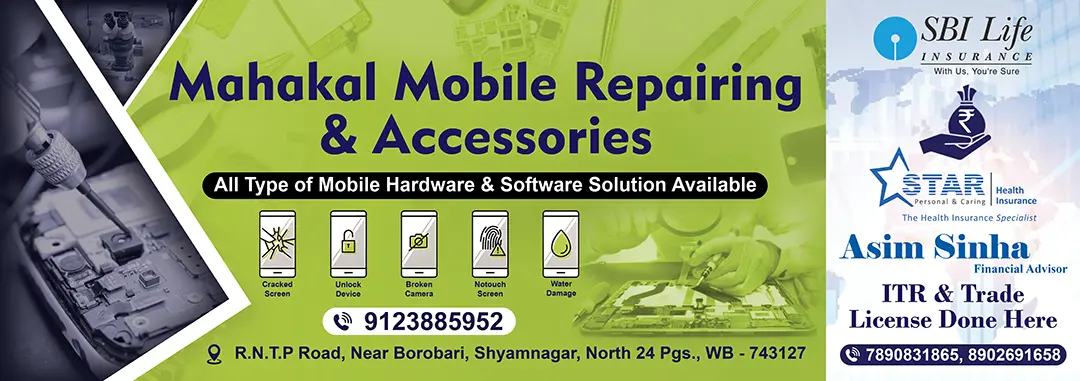 Mahakal Mobile Repairing
& Accessories
All Type of Mobile Hardware & Software Solution Available
Cracked
Screen
Unlock
Device
Broken
Camera
Notouch
Screen
Water
Damage
9123885952
R.N.T.P Road, Near Borobari, Shyamnagar, North 24 Pgs., WB - 743127
SBI Life
INSURANCE
With Us, You're Sure
₹
STAR
Personal & Caring
Health
Insurance
The Health Insurance Specialist
Asim Sinha
Financial Advisor
ITR & Trade
License Done Here
7890831865, 8902691658